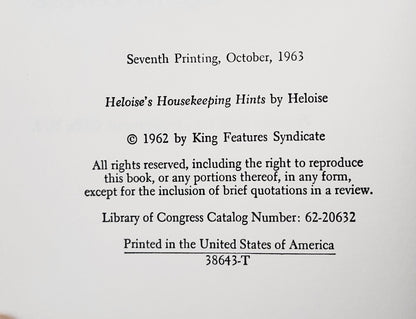 Seventh Printing, October, 1963
Heloise's Housekeeping Hints by Heloise
© 1962 by King Features Syndicate
All rights reserved, including the right to reproduce
this book, or any portions thereof, in any form,
except for the inclusion of brief quotations in a review.
Library of Congress Catalog Number: 62-20632
Printed in the United States of America
38643-T